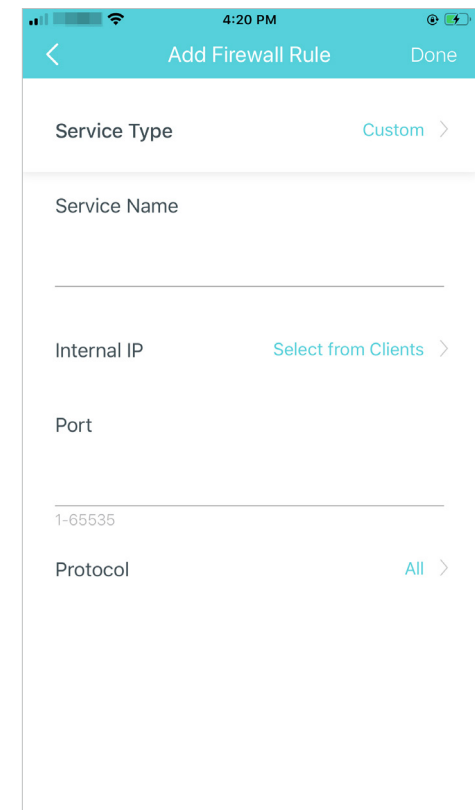 4:20 PM
Add Firewall Rule Done
Service Type Custom
Service Name
Internal IP Select from Clients
Port
1-65535
Protocol All